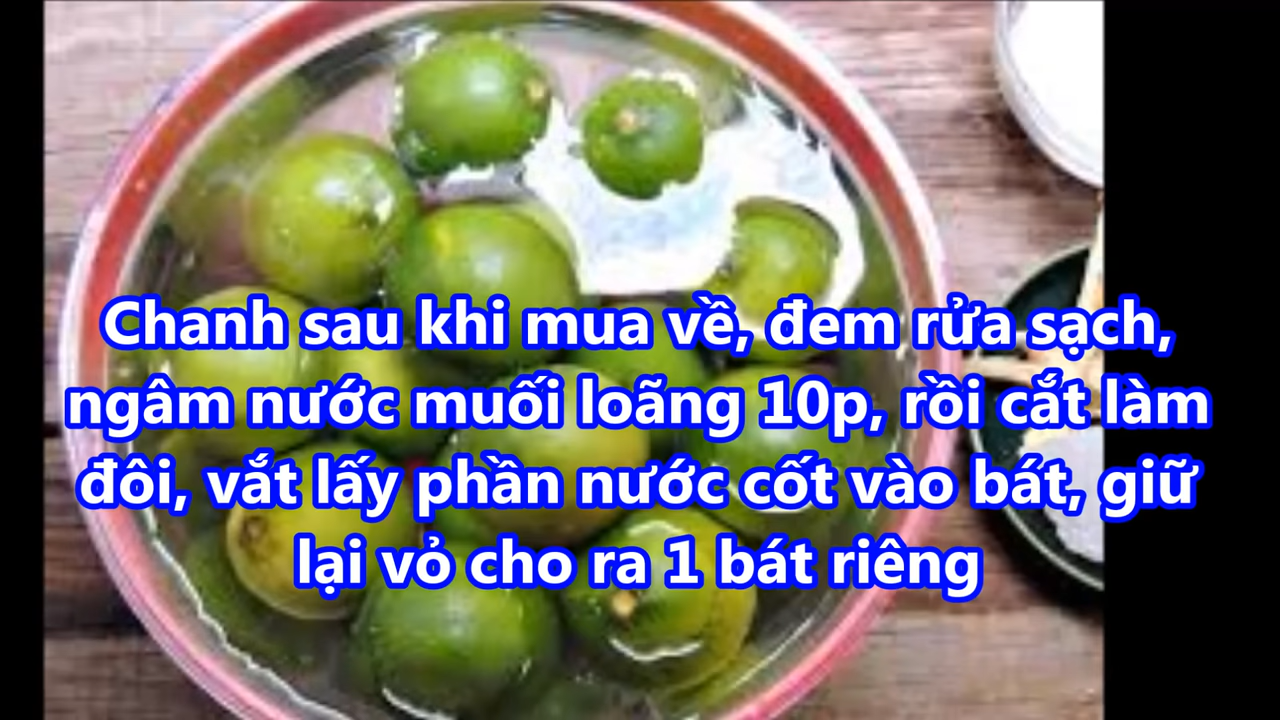 Chanh sau khi mua về, đem rửa sạch,
ngâm nước muối loãng 10p, rồi cắt làm
đôi, vắt lấy phần nước cốt vào bát, giữ
lại vỏ cho ra 1 bát riêng